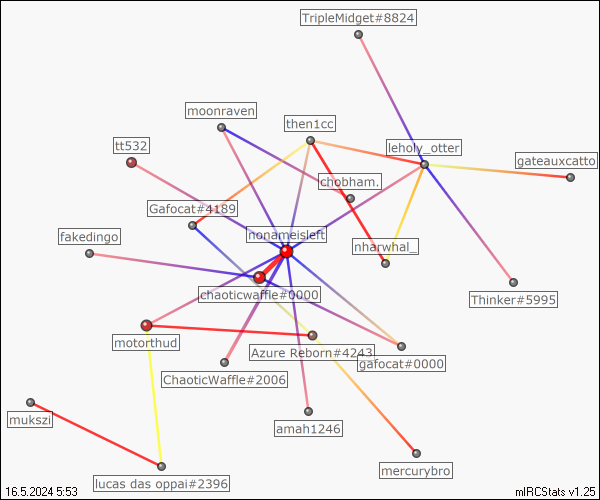 TripleMidget#8824
moonraven
then1cc
tt532
leholy_otter
gateauxcatto
chobham.
Gafocat#4189
nonameisleft
fakedingo
nharwhal_
chaoticwaffle#0000
Thinker#5995
motorthud
Azure Reborn#4243
gafocat#0000
ChaoticWaffle#2006
mukszi
amah1246
mercurybro
lucas das oppai#2396
16.5.2024 5:53
mIRCStats v1.25